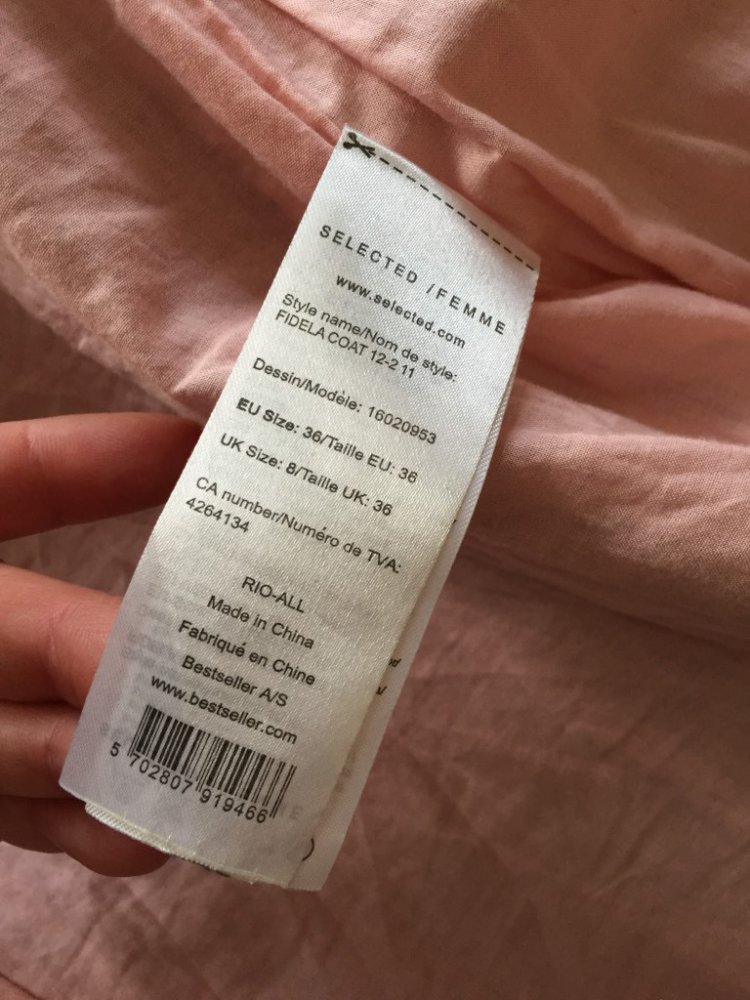 SELECTED /FEMME
www.selected.com
Style name/Nom de style:
FIDELA COAT 12-2 11
Dessin/Modèle: 16020953
EU Size: 36/Taille EU: 36
UK Size: 8/Taille UK: 36
CA number/Numéro de TVA:
4264134
RIO-ALL
Made in China
Fabriqué en Chine
Bestseller A/S
www.bestseller.com
5 702807 919466